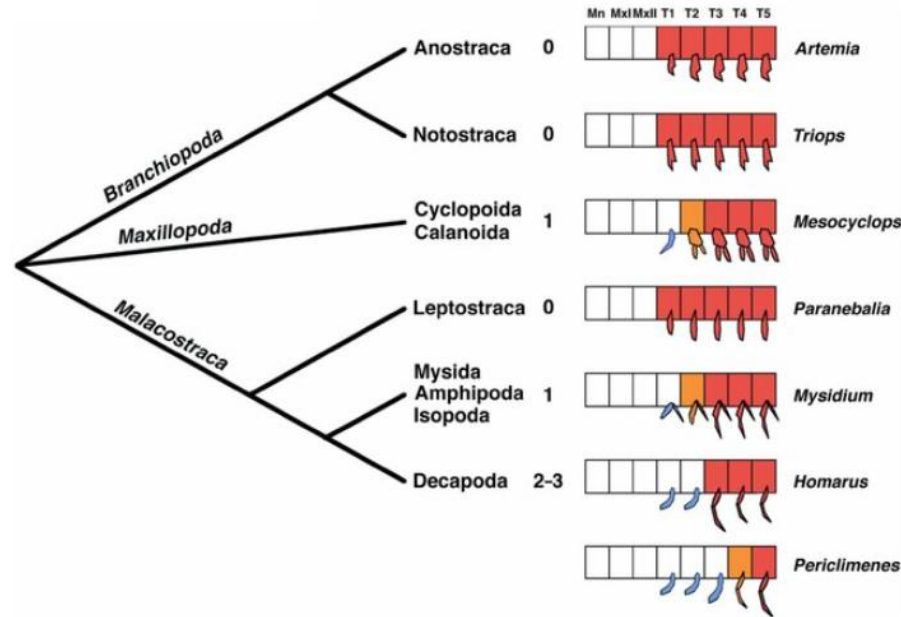 Mn MxI MxII T1 T2 T3 T4 T5
Anostraca 0 Artemia
Branchiopoda
Notostraca 0 Triops
Maxillopoda
Cyclopoida
Calanoida 1 Mesocyclops
Malacostraca
Leptostraca 0 Paranebalia
Mysida
Amphipoda 1 Mysidium
Isopoda
Decapoda 2-3 Homarus
Periclimenes